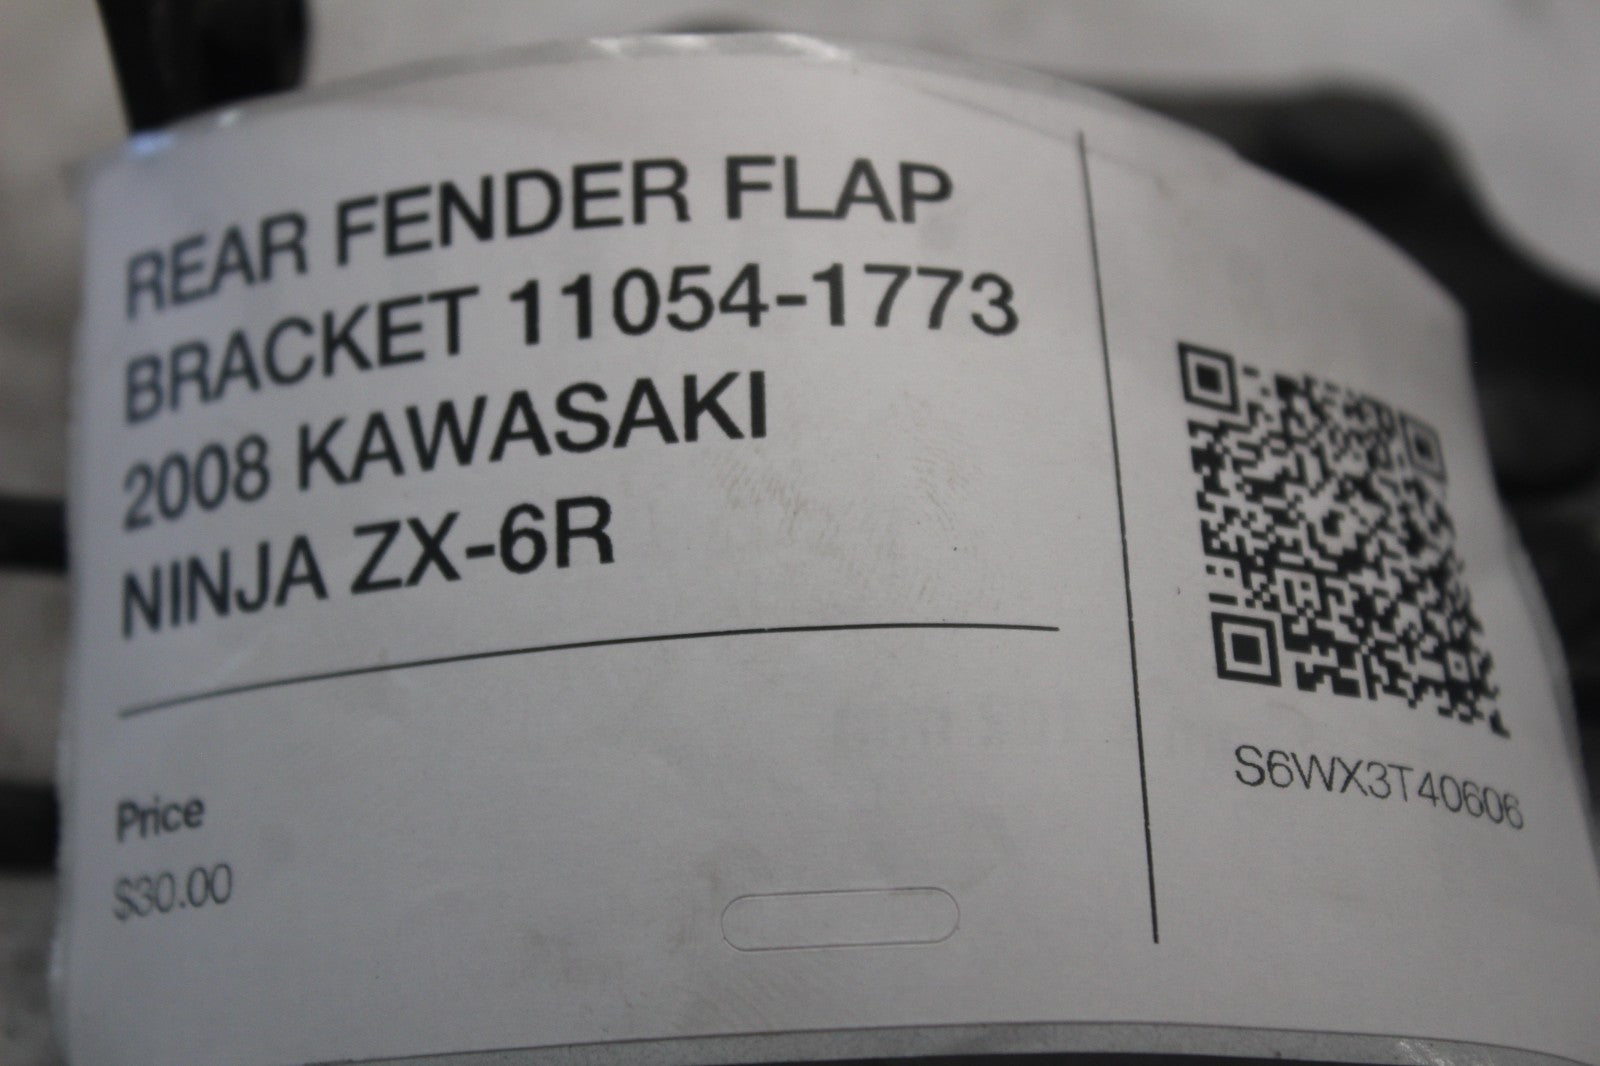 REAR FENDER FLAP
BRACKET 11054-1773
2008 KAWASAKI
NINJA ZX-6R
Price
$30.00
S6WX3T40606